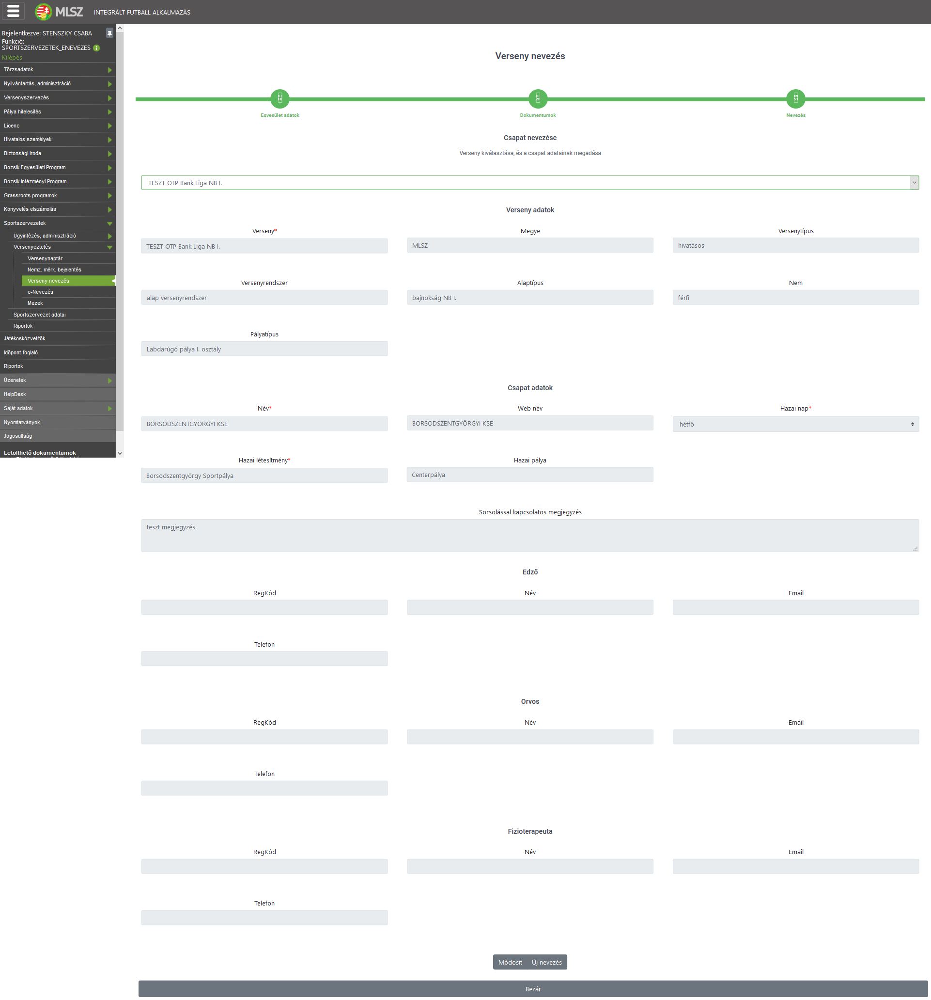 MLSZ INTEGRÁLT FUTBALL ALKALMAZÁS
Bejelentkezve: STENSZKY CSABA
Funkció:
SPORTSZERVEZETEK_ENEVEZES
Kilépés
Törzsadatok
Nyilvántartás, adminisztráció
Versenyszervezés
Pálya hitelesítés
Licenc
Hivatalos személyek
Biztonsági Iroda
Bozsik Egyesületi Program
Bozsik Intézményi Program
Grassroots programok
Könyvelés elszámolás
Sportszervezetek
Ügyintézés, adminisztráció
Versenyeztetés
Versenynaptár
Nemz. mérk. bejelentés
Verseny nevezés
e-Nevezés
Mezek
Sportszervezet adatai
Riportok
Játékosközvetítők
Időpont foglaló
Riportok
Üzenetek
HelpDesk
Saját adatok
Nyomtatványok
Jogosultság
Letölthető dokumentumok
Verseny nevezés
Egyesület adatok Dokumentumok Nevezés
Csapat nevezése
Verseny kiválasztása, és a csapat adatainak megadása
TESZT OTP Bank Liga NB I.
Verseny adatok
Verseny* Megye Versenytípus
TESZT OTP Bank Liga NB I. MLSZ hivatásos
Versenyrendszer Alaptípus Nem
alap versenyrendszer bajnokság NB I. férfi
Pályatípus
Labdarúgó pálya I. osztály
Csapat adatok
Név* Web név Hazai nap*
BORSODSZENTGYÖRGYI KSE BORSODSZENTGYÖRGYI KSE hétfő
Hazai létesítmény* Hazai pálya
Borsodszentgyörgy Sportpálya Centerpálya
Sorsolással kapcsolatos megjegyzés
teszt megjegyzés
Edző
RegKód Név Email
Telefon
Orvos
RegKód Név Email
Telefon
Fizioterapeuta
RegKód Név Email
Telefon
Módosít Új nevezés
Bezár